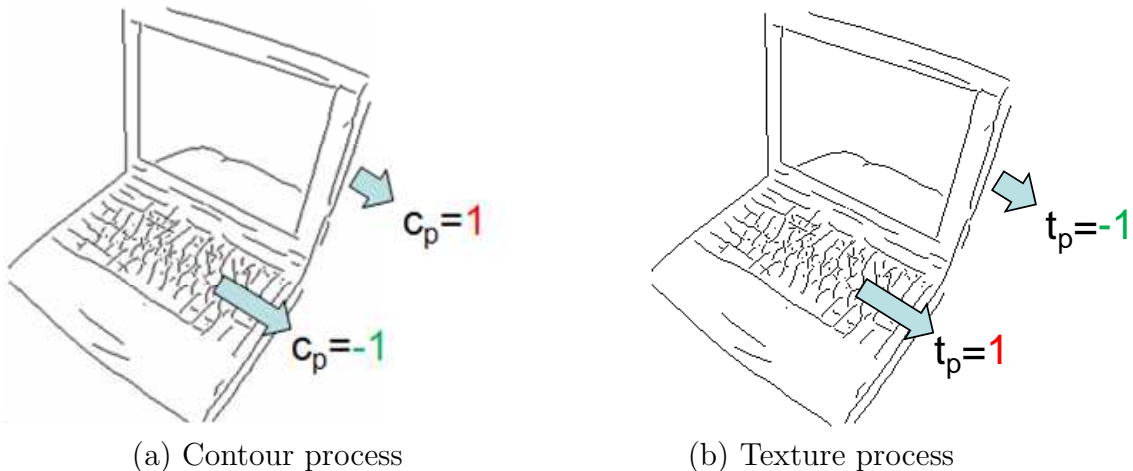 c_p=1
c_p=-1
(a) Contour process
t_p=-1
t_p=1
(b) Texture process